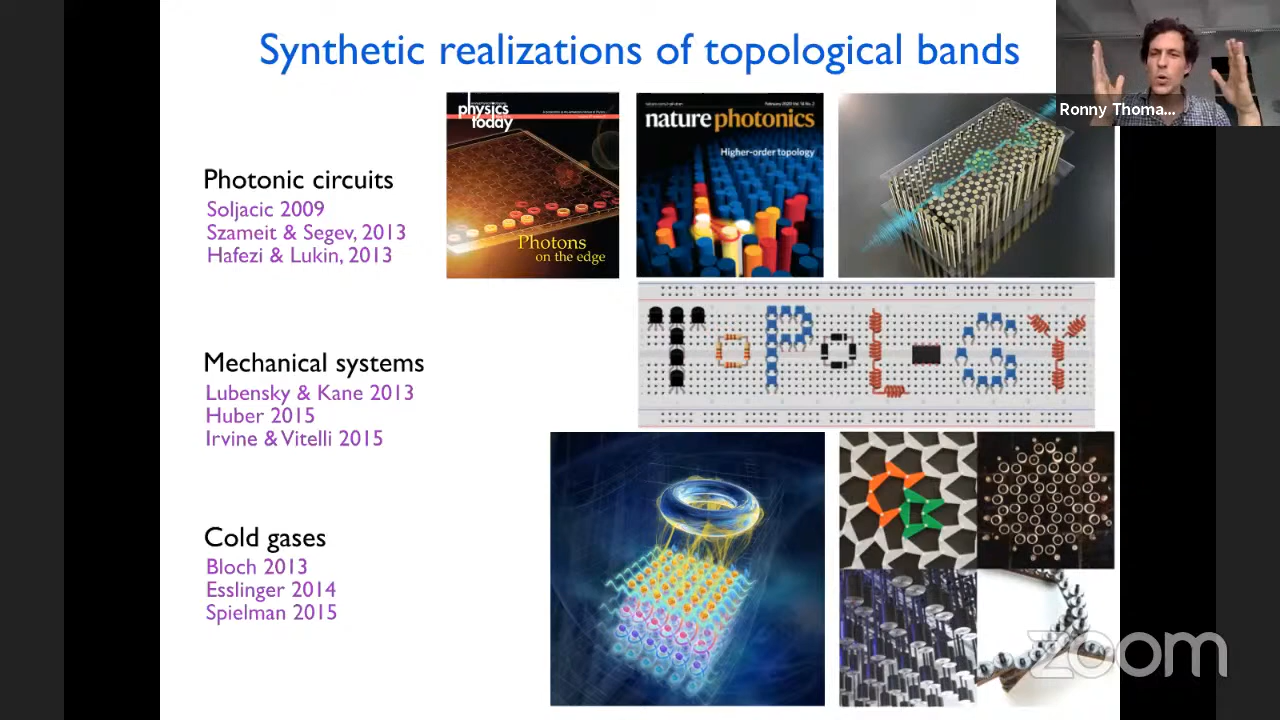 Synthetic realizations of topological bands
Ronny Thoma...
physics
today
Photons
on the edge
nature photonics
Higher-order topology
Photonic circuits
Soljacic 2009
Szameit & Segev, 2013
Hafezi & Lukin, 2013
ToPoLoGY
Mechanical systems
Lubensky & Kane 2013
Huber 2015
Irvine & Vitelli 2015
Cold gases
Bloch 2013
Esslinger 2014
Spielman 2015
zoom